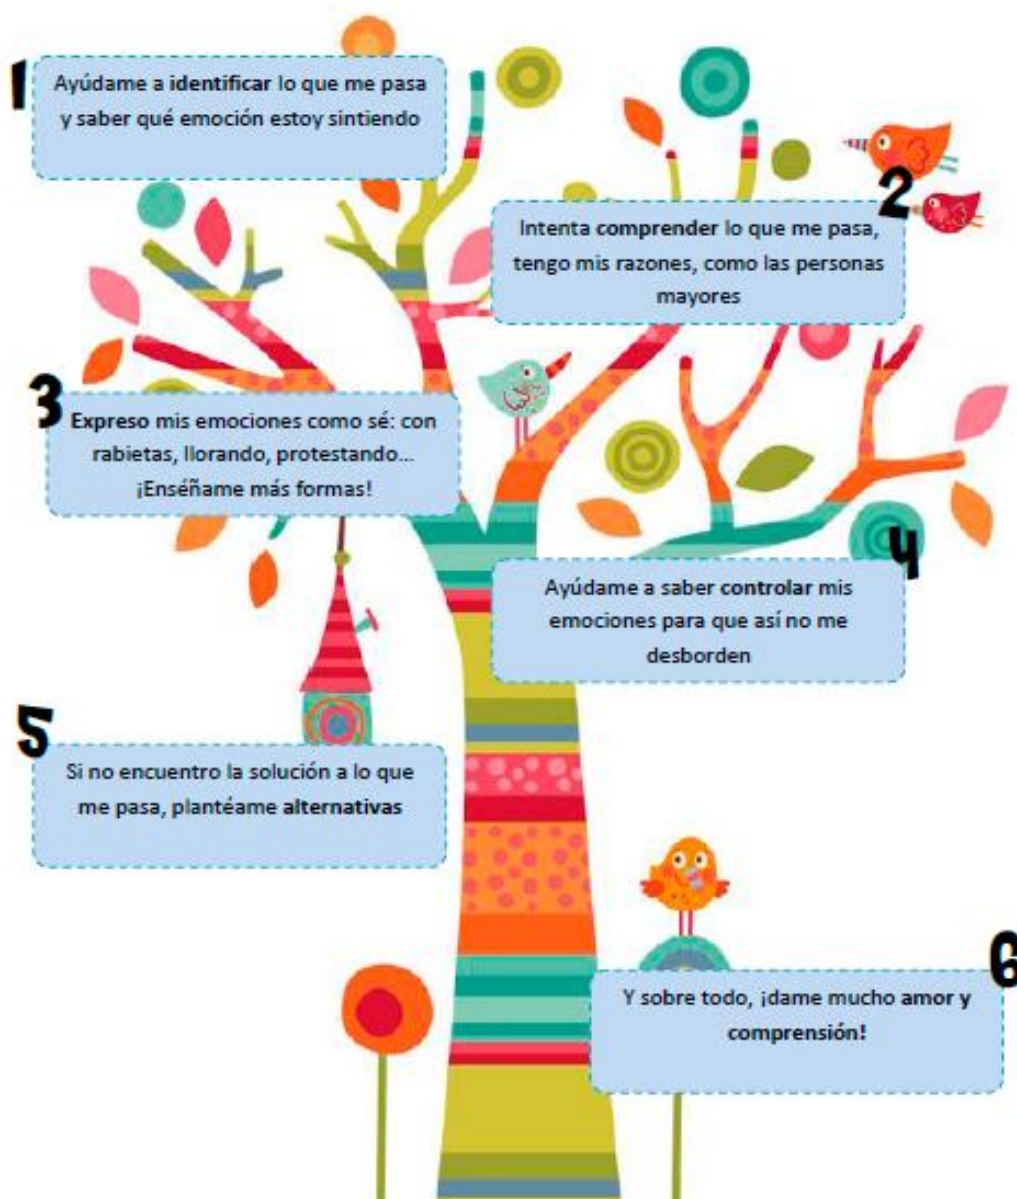 1
Ayúdame a identificar lo que me pasa
y saber qué emoción estoy sintiendo
2
Intenta comprender lo que me pasa,
tengo mis razones, como las personas
mayores
3
Expreso mis emociones como sé: con
rabietas, llorando, protestando...
¡Enséñame más formas!
4
Ayúdame a saber controlar mis
emociones para que así no me
desborden
5
Si no encuentro la solución a lo que
me pasa, plantéame alternativas
6
Y sobre todo, ¡dame mucho amor y
comprensión!